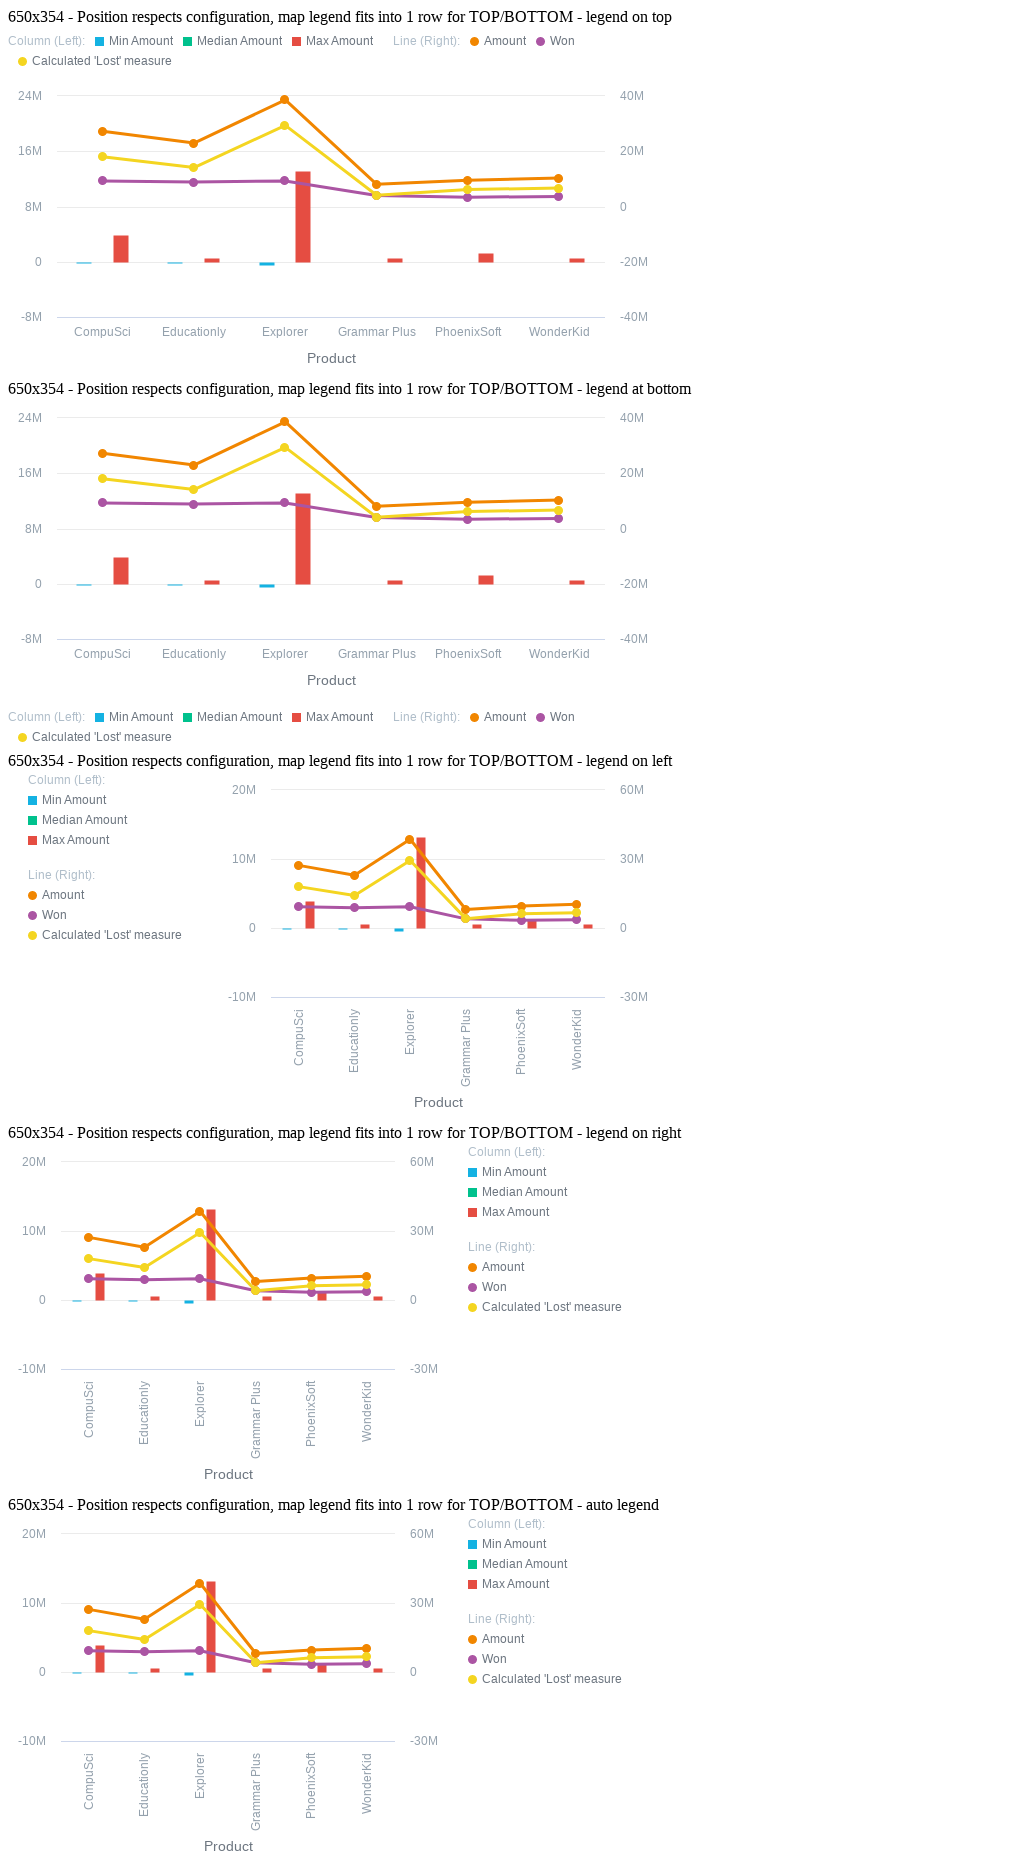 650x354 - Position respects configuration, map legend fits into 1 row for TOP/BOTTOM - legend on top
Column (Left): Min Amount Median Amount Max Amount Line (Right): Amount Won
Calculated 'Lost' measure
24M 40M
16M 20M
8M 0
0 -20M
-8M -40M
CompuSci Educationly Explorer Grammar Plus PhoenixSoft WonderKid
Product
650x354 - Position respects configuration, map legend fits into 1 row for TOP/BOTTOM - legend at bottom
24M 40M
16M 20M
8M 0
0 -20M
-8M -40M
CompuSci Educationly Explorer Grammar Plus PhoenixSoft WonderKid
Product
Column (Left): Min Amount Median Amount Max Amount Line (Right): Amount Won
Calculated 'Lost' measure
650x354 - Position respects configuration, map legend fits into 1 row for TOP/BOTTOM - legend on left
Column (Left):
Min Amount
Median Amount
Max Amount
Line (Right):
Amount
Won
Calculated 'Lost' measure
20M 60M
10M 30M
0 0
-10M -30M
CompuSci Educationly Explorer Grammar Plus PhoenixSoft WonderKid
Product
650x354 - Position respects configuration, map legend fits into 1 row for TOP/BOTTOM - legend on right
20M 60M
10M 30M
0 0
-10M -30M
CompuSci Educationly Explorer Grammar Plus PhoenixSoft WonderKid
Product
Column (Left):
Min Amount
Median Amount
Max Amount
Line (Right):
Amount
Won
Calculated 'Lost' measure
650x354 - Position respects configuration, map legend fits into 1 row for TOP/BOTTOM - auto legend
20M 60M
10M 30M
0 0
-10M -30M
CompuSci Educationly Explorer Grammar Plus PhoenixSoft WonderKid
Product
Column (Left):
Min Amount
Median Amount
Max Amount
Line (Right):
Amount
Won
Calculated 'Lost' measure